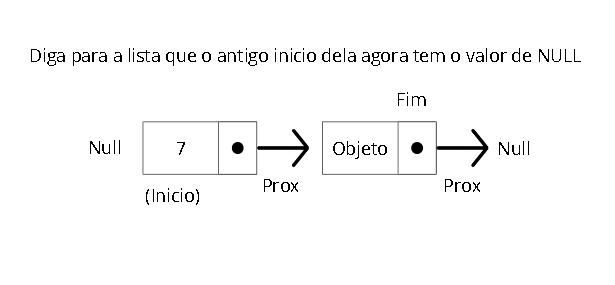 Diga para a lista que o antigo inicio dela agora tem o valor de NULL
Fim
Null 7 Objeto Null
(Inicio) Prox Prox